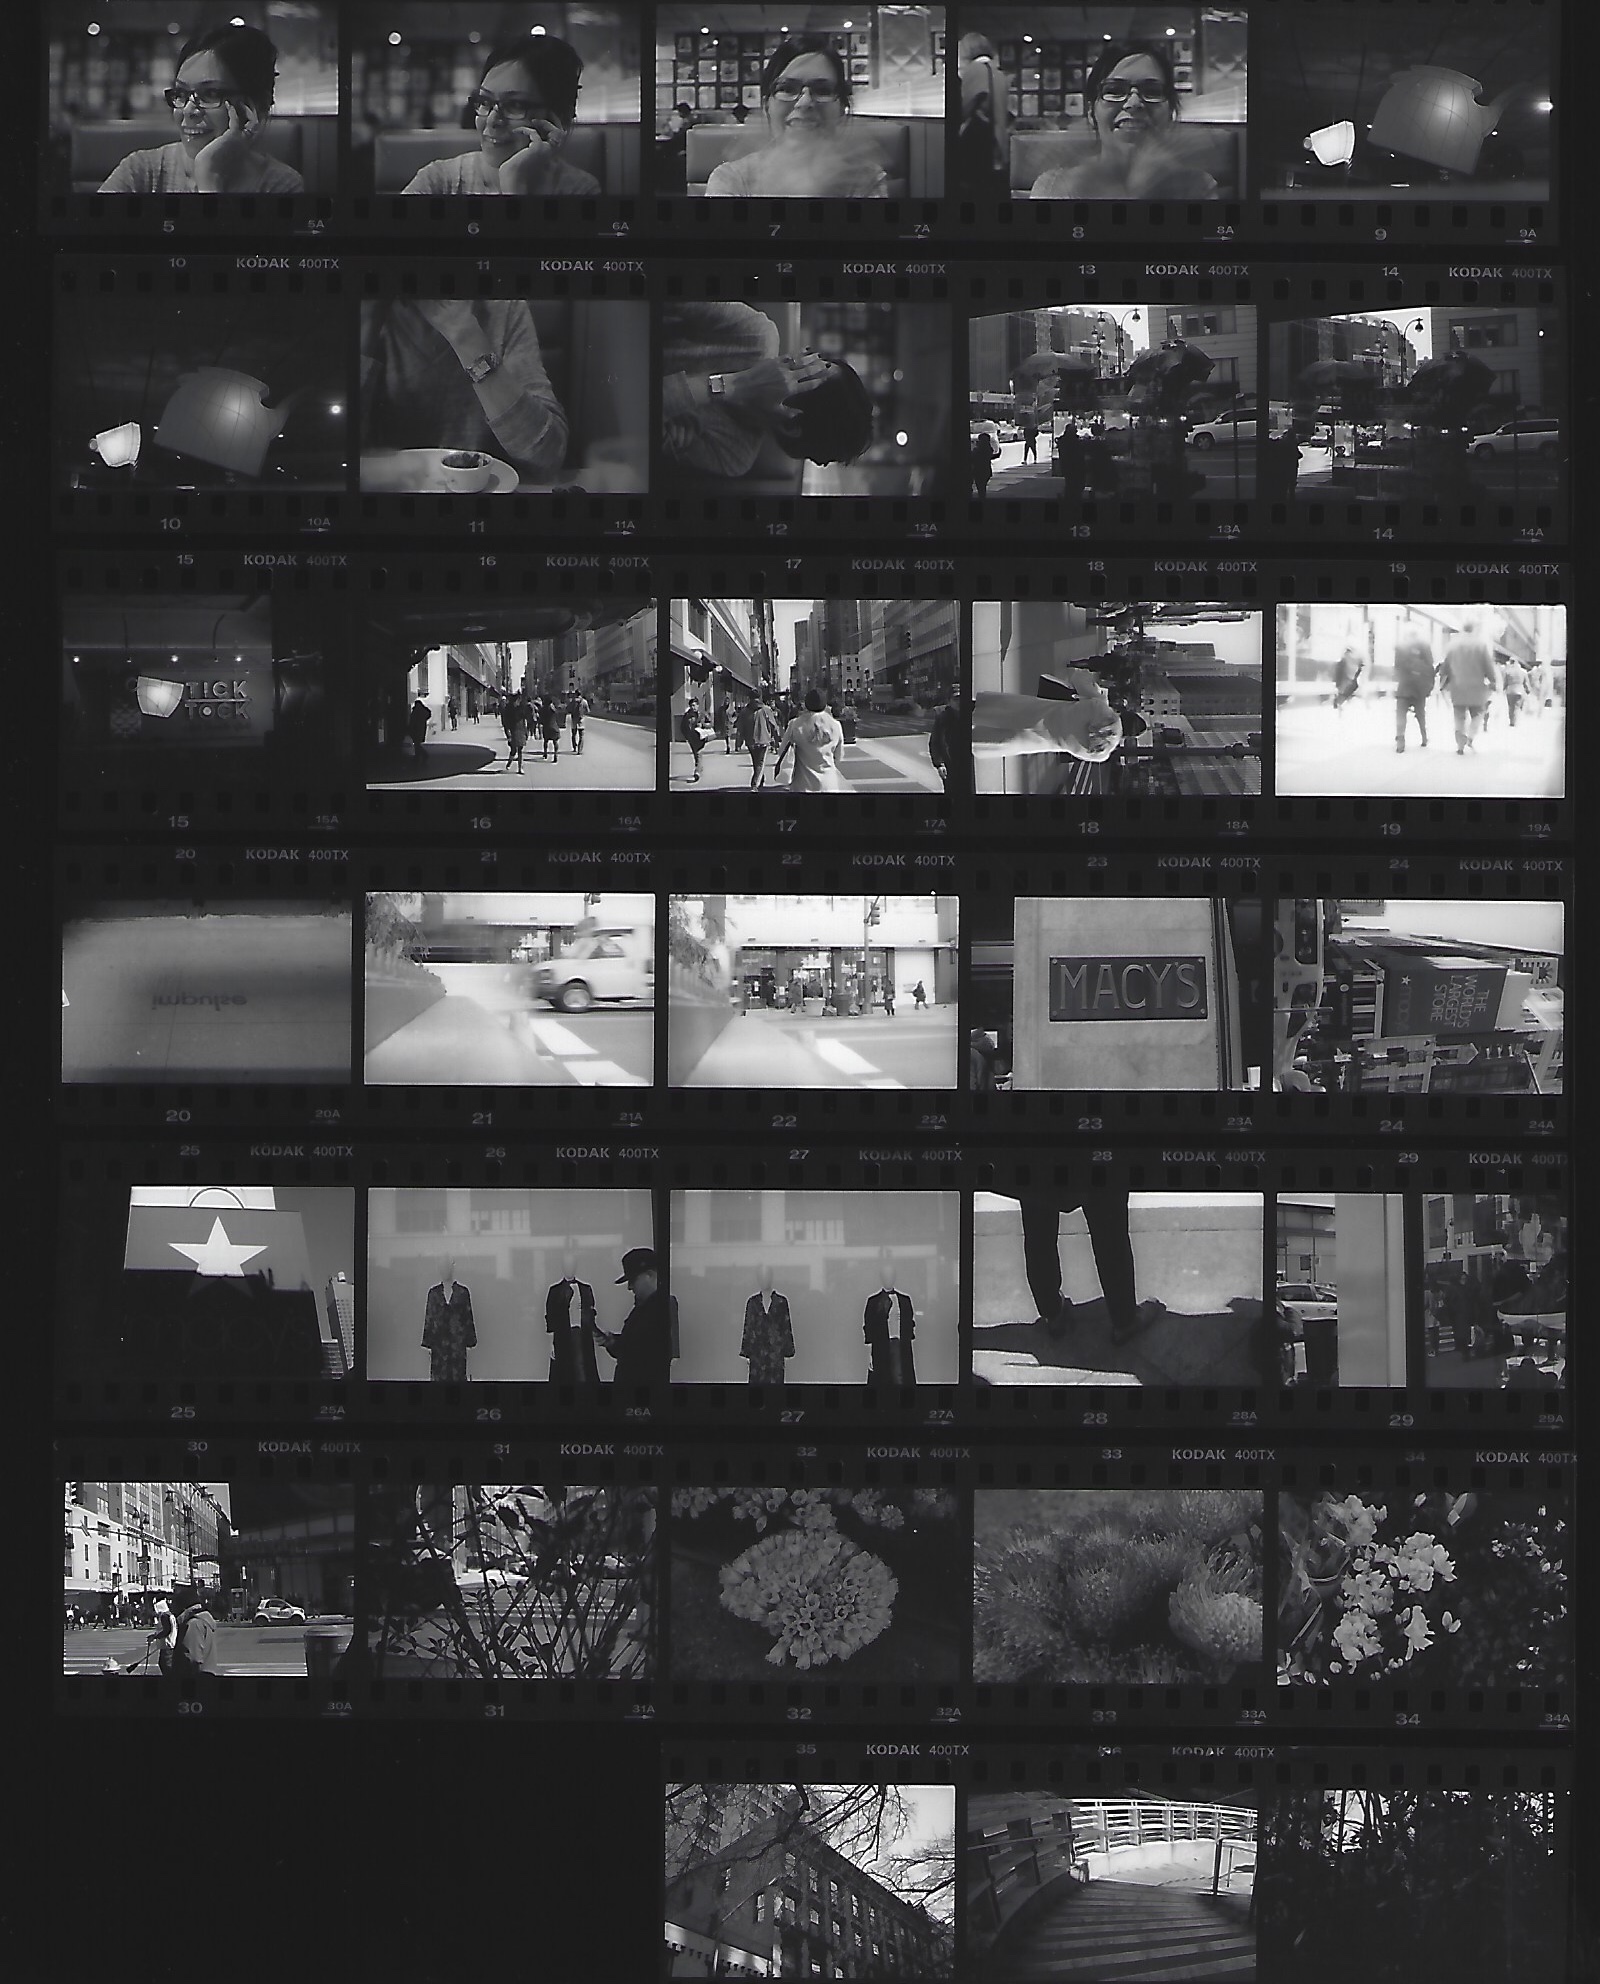 5 5A 6 6A 7 7A 8 8A 9 9A
10 KODAK 400TX 11 KODAK 400TX 12 KODAK 400TX 13 KODAK 400TX 14 KODAK 400TX
10 10A 11 11A 12 12A 13 13A 14 14A
15 KODAK 400TX 16 KODAK 400TX 17 KODAK 400TX 18 KODAK 400TX 19 KODAK 400TX
TICK
TOCK
15 15A 16 16A 17 17A 18 18A 19 19A
20 KODAK 400TX 21 KODAK 400TX 22 KODAK 400TX 23 KODAK 400TX 24 KODAK 400TX
impulse
MACY'S
THE
WORLD'S
LARGEST
STORE
20 20A 21 21A 22 22A 23 23A 24 24A
25 KODAK 400TX 26 KODAK 400TX 27 KODAK 400TX 28 KODAK 400TX 29 KODAK 400TX
25 25A 26 26A 27 27A 28 28A 29 29A
30 KODAK 400TX 31 KODAK 400TX 32 KODAK 400TX 33 KODAK 400TX 34 KODAK 400TX
30 30A 31 31A 32 32A 33 33A 34 34A
35 KODAK 400TX 36 KODAK 400TX